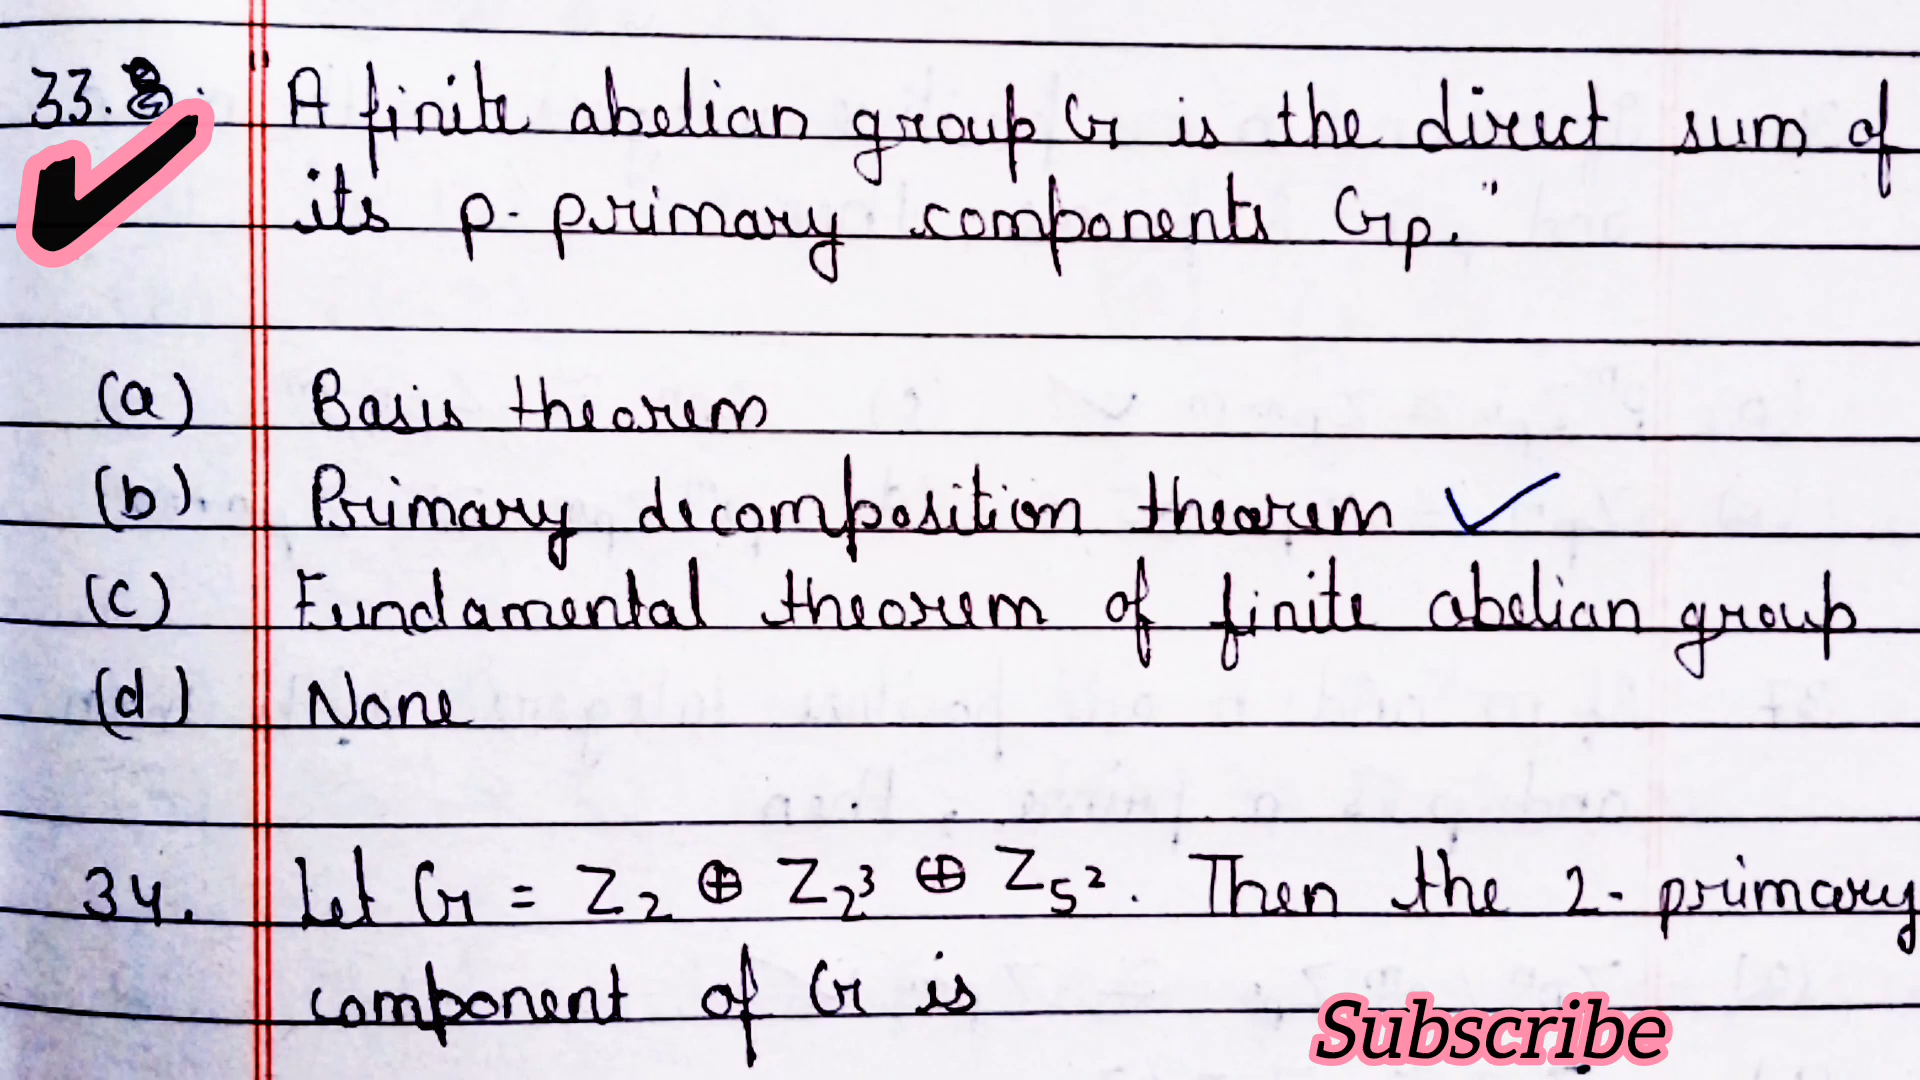 33. "A finite abelian group G is the direct sum of
its p-primary components Gp."
(a) Basis theorem
(b) Primary decomposition theorem ✓
(c) Fundamental theorem of finite abelian group
(d) None
34. Let G = Z₂ ⊕ Z₂³ ⊕ Z₅². Then the 2-primary
component of G is
Subscribe